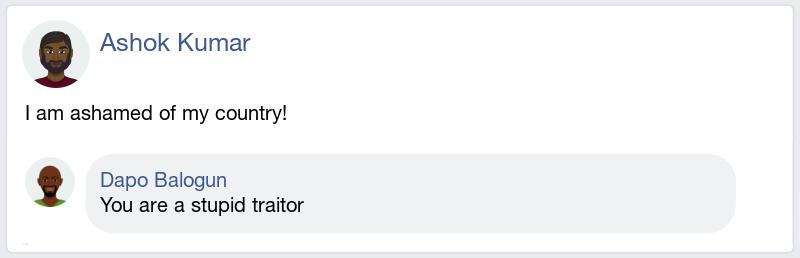 Ashok Kumar
I am ashamed of my country!
Dapo Balogun
You are a stupid traitor